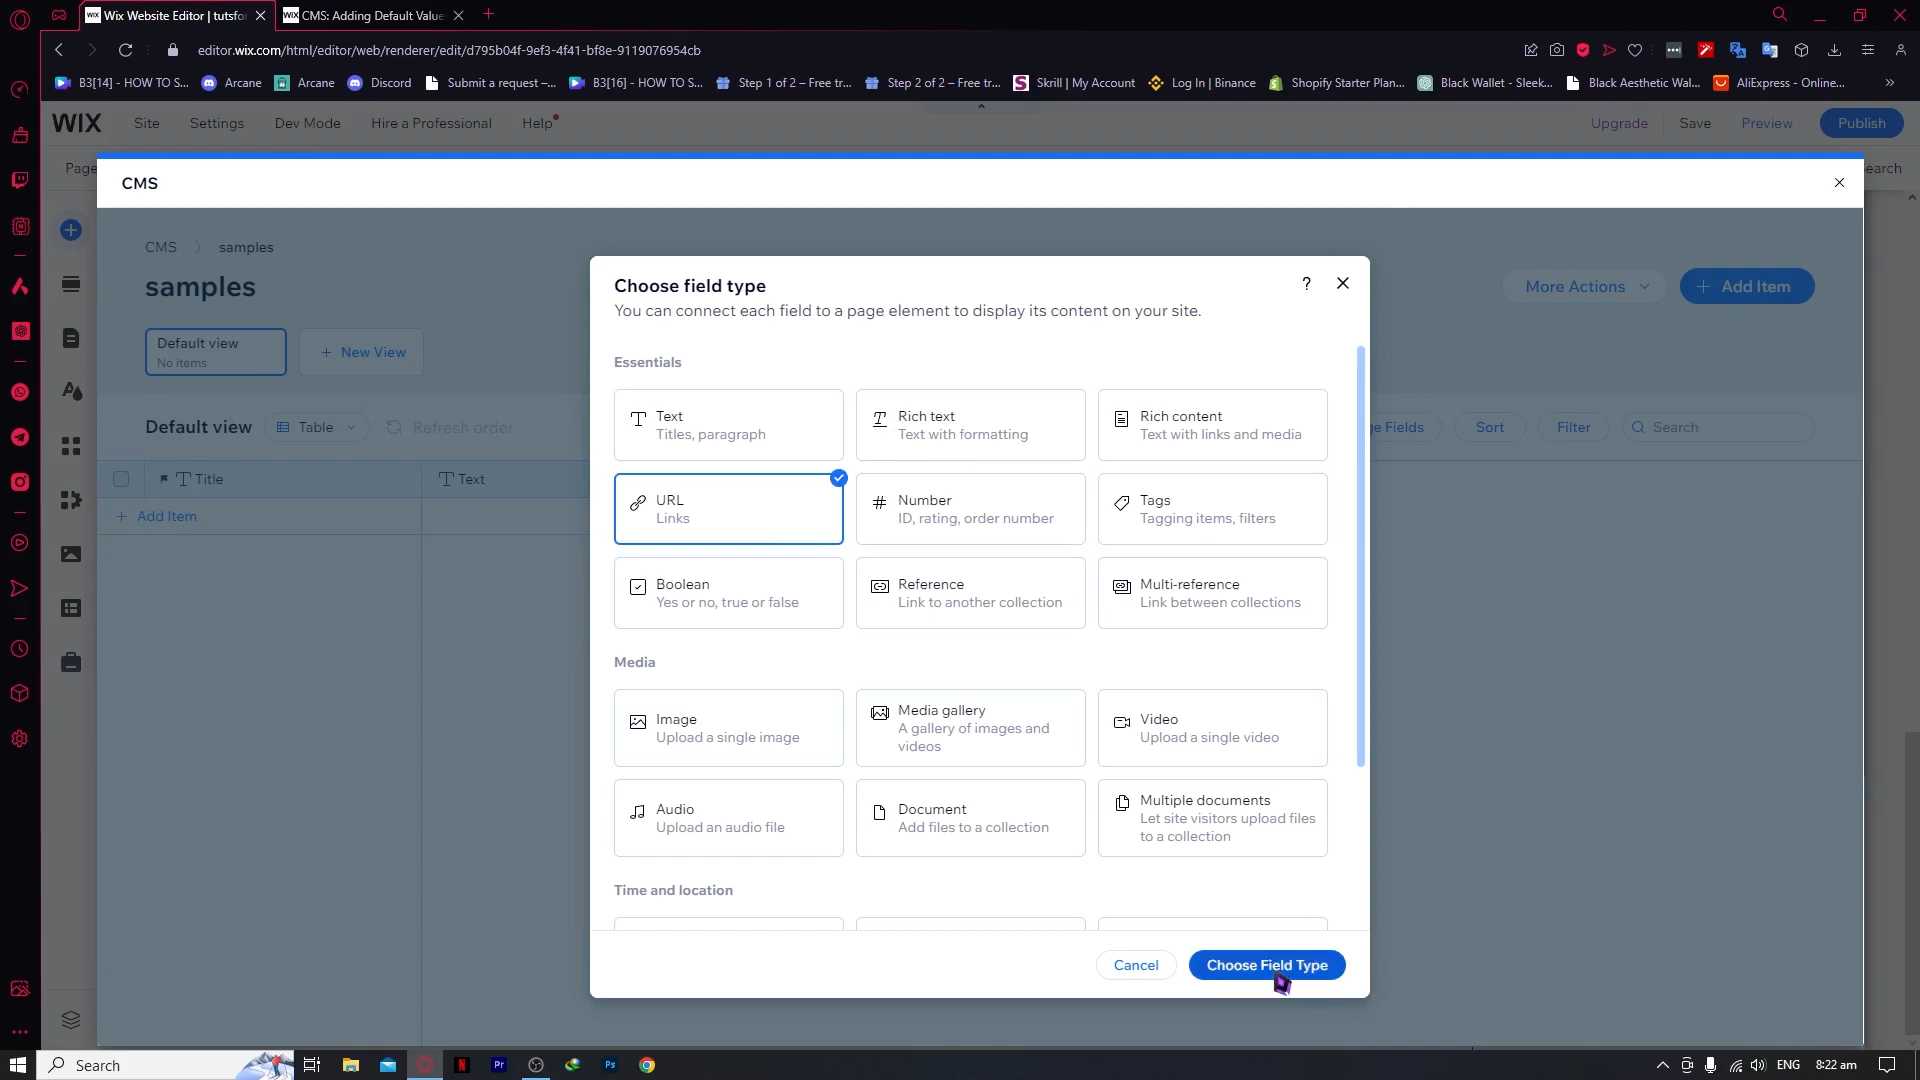 Wix Website Editor | tutsfor
CMS: Adding Default Value
editor.wix.com/html/editor/web/renderer/edit/d795b04f-9ef3-4f41-bf8e-9119076954cb
B3[14] - HOW TO S...
Arcane
Arcane
Discord
Submit a request –...
B3[16] - HOW TO S...
Step 1 of 2 – Free tr...
Step 2 of 2 – Free tr...
Skrill | My Account
Log In | Binance
Shopify Starter Plan...
Black Wallet - Sleek...
Black Aesthetic Wal...
AliExpress - Online...
WIX
Site
Settings
Dev Mode
Hire a Professional
Help
Upgrade
Save
Preview
Publish
Page
earch
CMS
CMS
samples
samples
More Actions
Add Item
Default view
No items
New View
Default view
Table
Refresh order
ge Fields
Sort
Filter
Search
Title
Text
Add Item
Choose field type
You can connect each field to a page element to display its content on your site.
Essentials
Text
Titles, paragraph
Rich text
Text with formatting
Rich content
Text with links and media
URL
Links
Number
ID, rating, order number
Tags
Tagging items, filters
Boolean
Yes or no, true or false
Reference
Link to another collection
Multi-reference
Link between collections
Media
Image
Upload a single image
Media gallery
A gallery of images and
videos
Video
Upload a single video
Audio
Upload an audio file
Document
Add files to a collection
Multiple documents
Let site visitors upload files
to a collection
Time and location
Cancel
Choose Field Type
Search
ENG
8:22 am